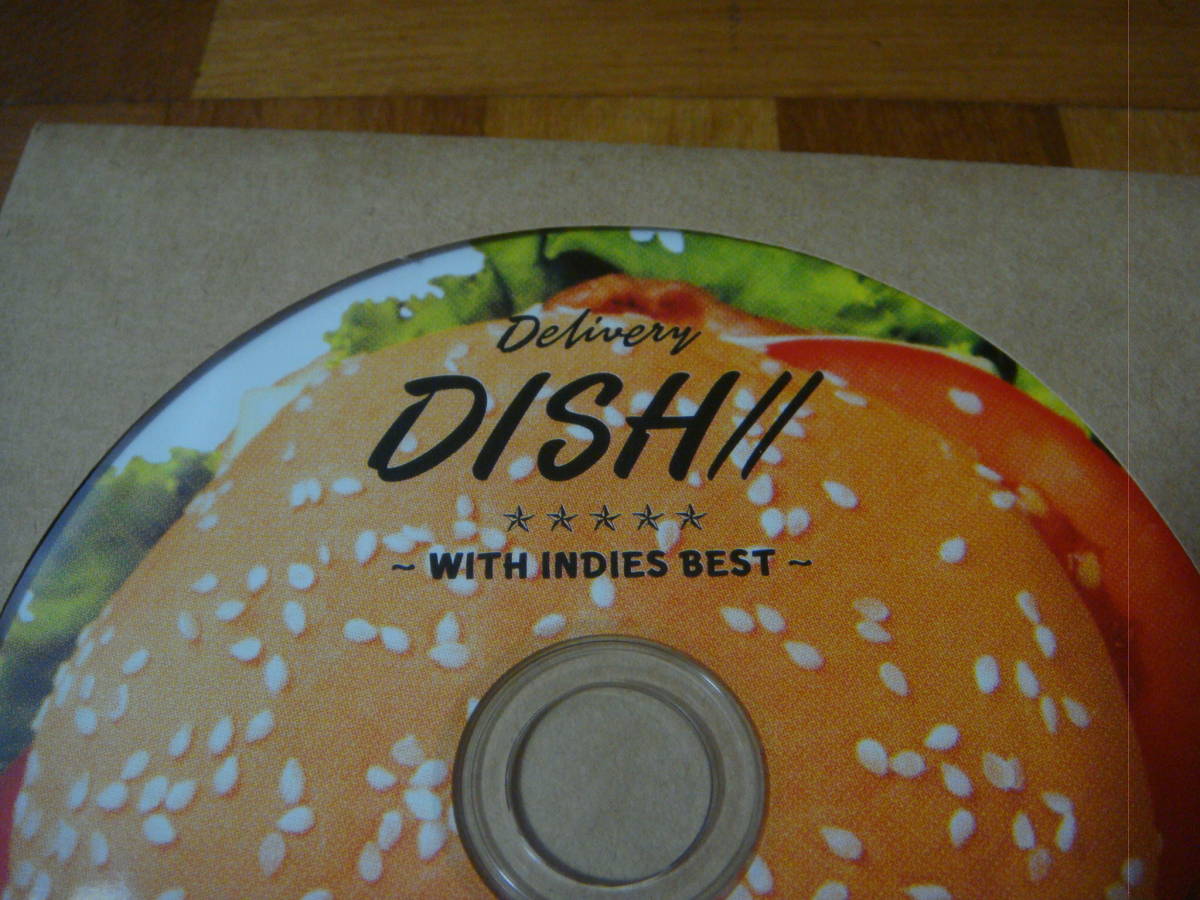 Delivery
DISH//
★★★★★
~ WITH INDIES BEST ~